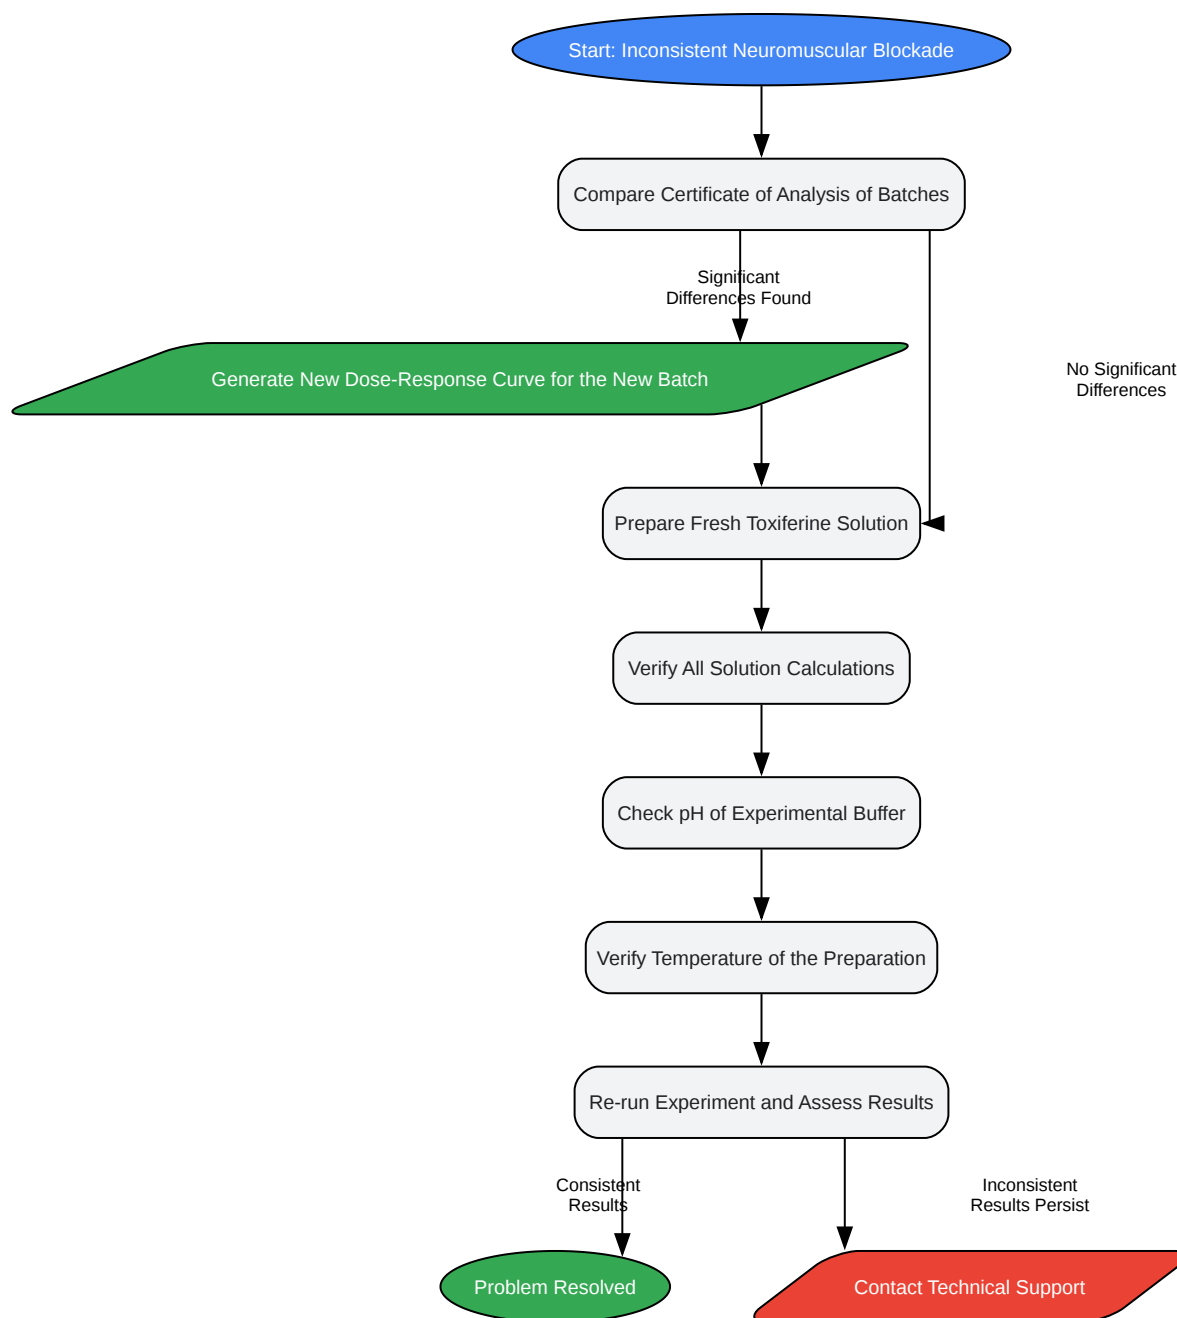 Start: Inconsistent Neuromuscular Blockade
Compare Certificate of Analysis of Batches
Significant
Differences Found
Generate New Dose-Response Curve for the New Batch
No Significant
Differences
Prepare Fresh Toxiferine Solution
Verify All Solution Calculations
Check pH of Experimental Buffer
Verify Temperature of the Preparation
Re-run Experiment and Assess Results
Consistent
Results
Inconsistent
Results Persist
Problem Resolved
Contact Technical Support